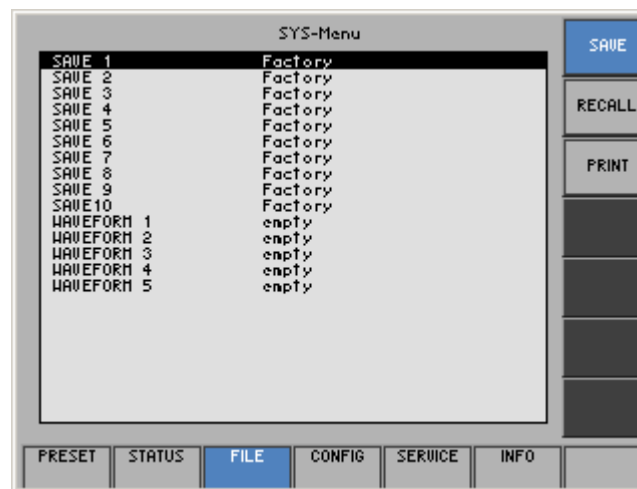 SYS-Menu
SAVE 1 Factory
SAVE 2 Factory
SAVE 3 Factory
SAVE 4 Factory
SAVE 5 Factory
SAVE 6 Factory
SAVE 7 Factory
SAVE 8 Factory
SAVE 9 Factory
SAVE10 Factory
WAVEFORM 1 empty
WAVEFORM 2 empty
WAVEFORM 3 empty
WAVEFORM 4 empty
WAVEFORM 5 empty
SAVE
RECALL
PRINT
PRESET STATUS FILE CONFIG SERVICE INFO